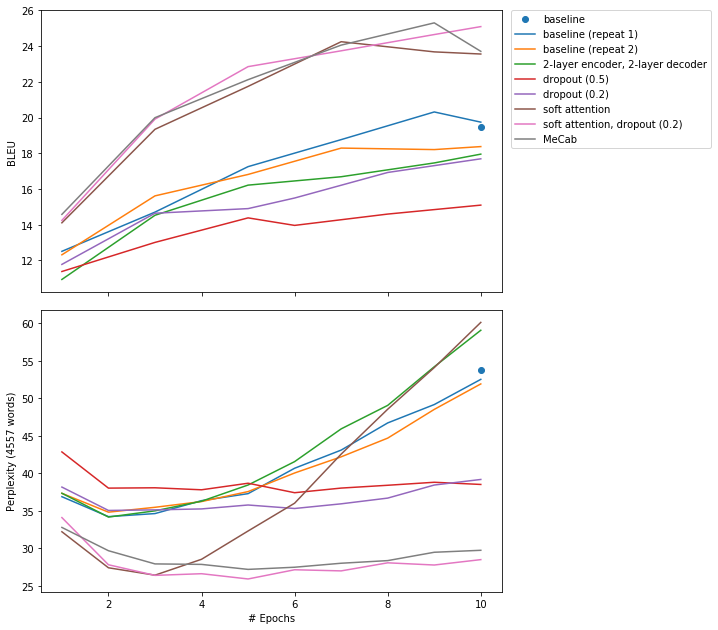 26
24
22
20
18
16
14
12
BLEU
baseline
baseline (repeat 1)
baseline (repeat 2)
2-layer encoder, 2-layer decoder
dropout (0.5)
dropout (0.2)
soft attention
soft attention, dropout (0.2)
MeCab
60
55
50
45
40
35
30
25
Perplexity (4557 words)
2
4
6
8
10
# Epochs